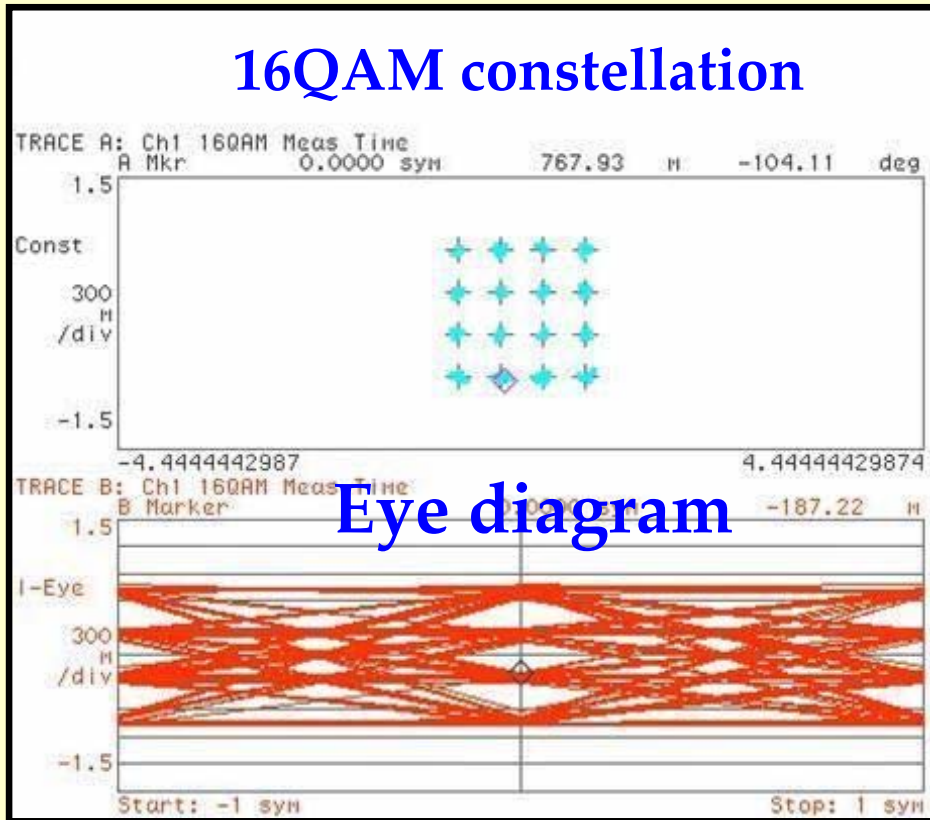 16QAM constellation
TRACE A: Ch1 16QAM Meas Time
A Mkr 0.0000 sym 767.93 m -104.11 deg
1.5
Const
300
m
/div
-1.5
-4.4444442987 4.44444429874
TRACE B: Ch1 16QAM Meas Time
Eye diagram
B Marker sym -187.22 m
1.5
I-Eye
300
m
/div
-1.5
Start: -1 sym Stop: 1 sym